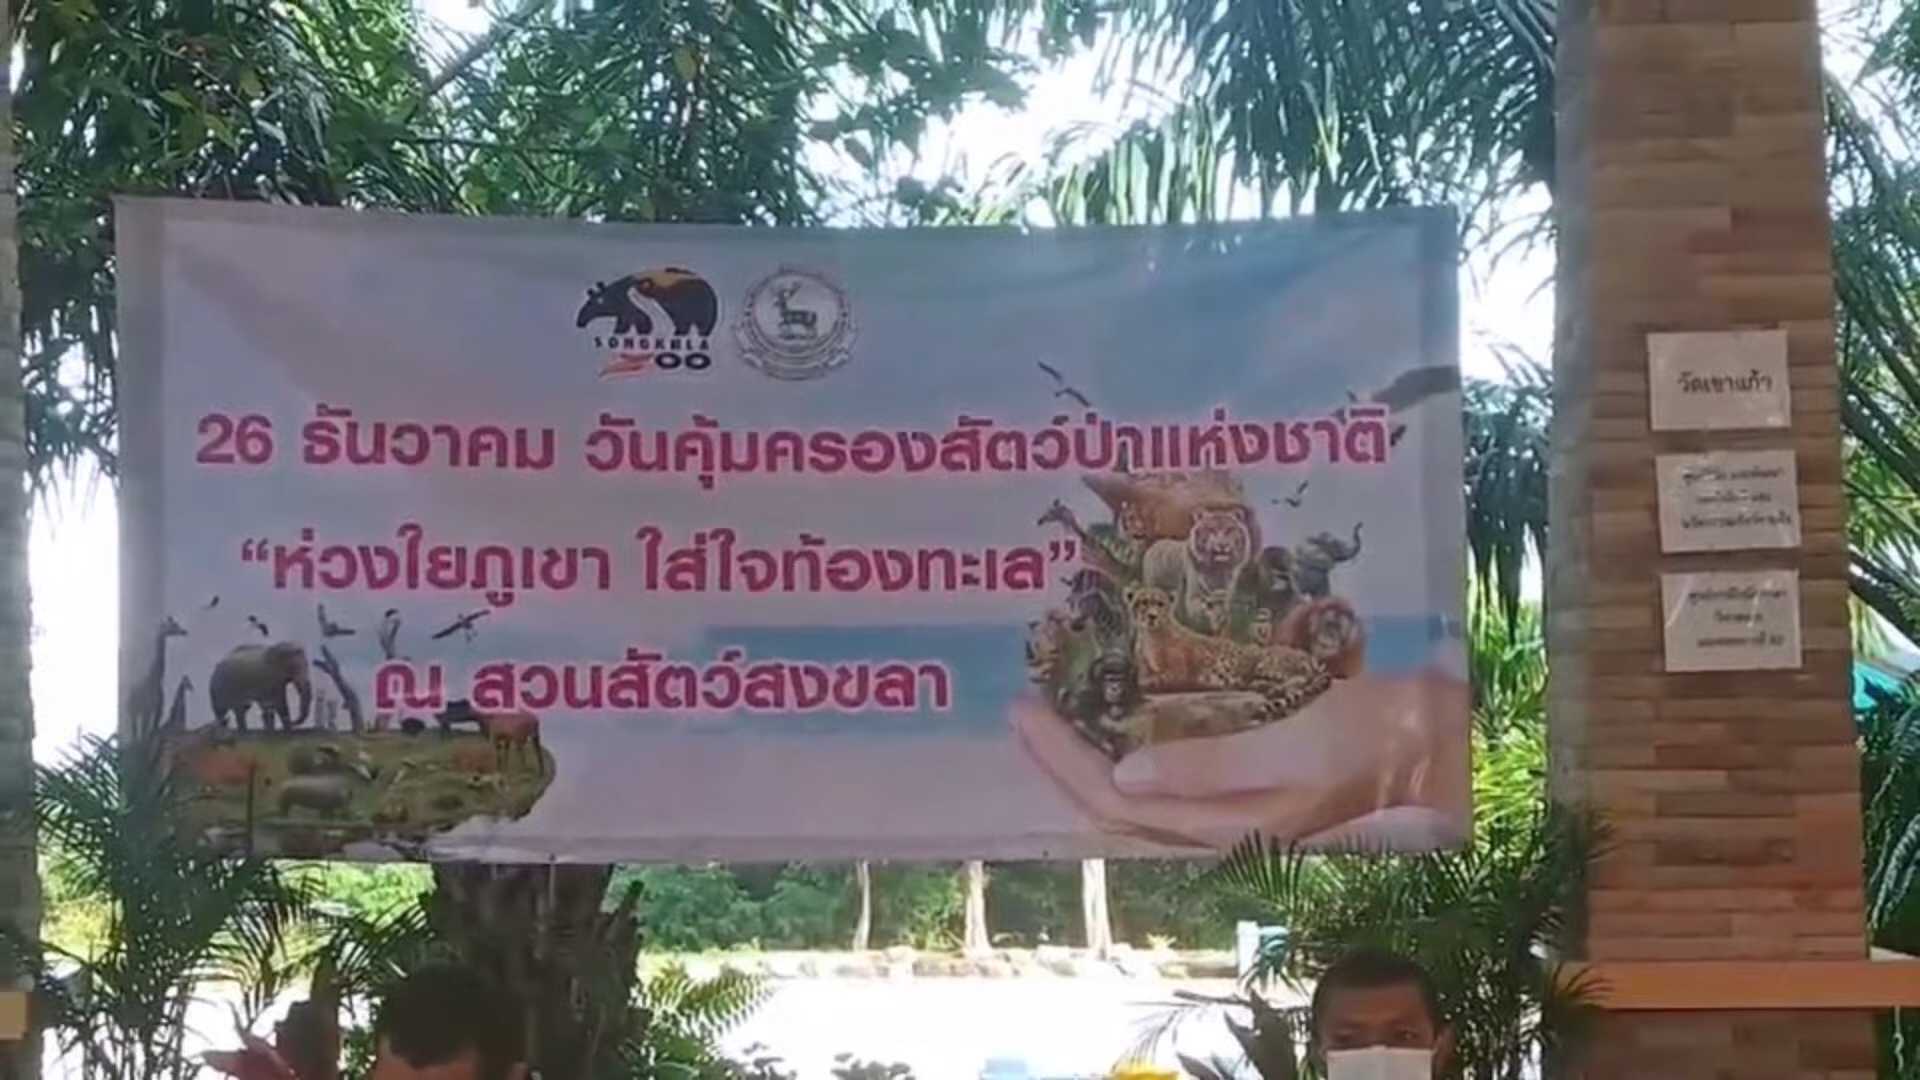 SONGKHLA
ZOO
26 ธันวาคม วันคุ้มครองสัตว์ป่าแห่งชาติ
“ห่วงใยภูเขา ใส่ใจท้องทะเล”
ณ สวนสัตว์สงขลา
วัดเขาแก้ว